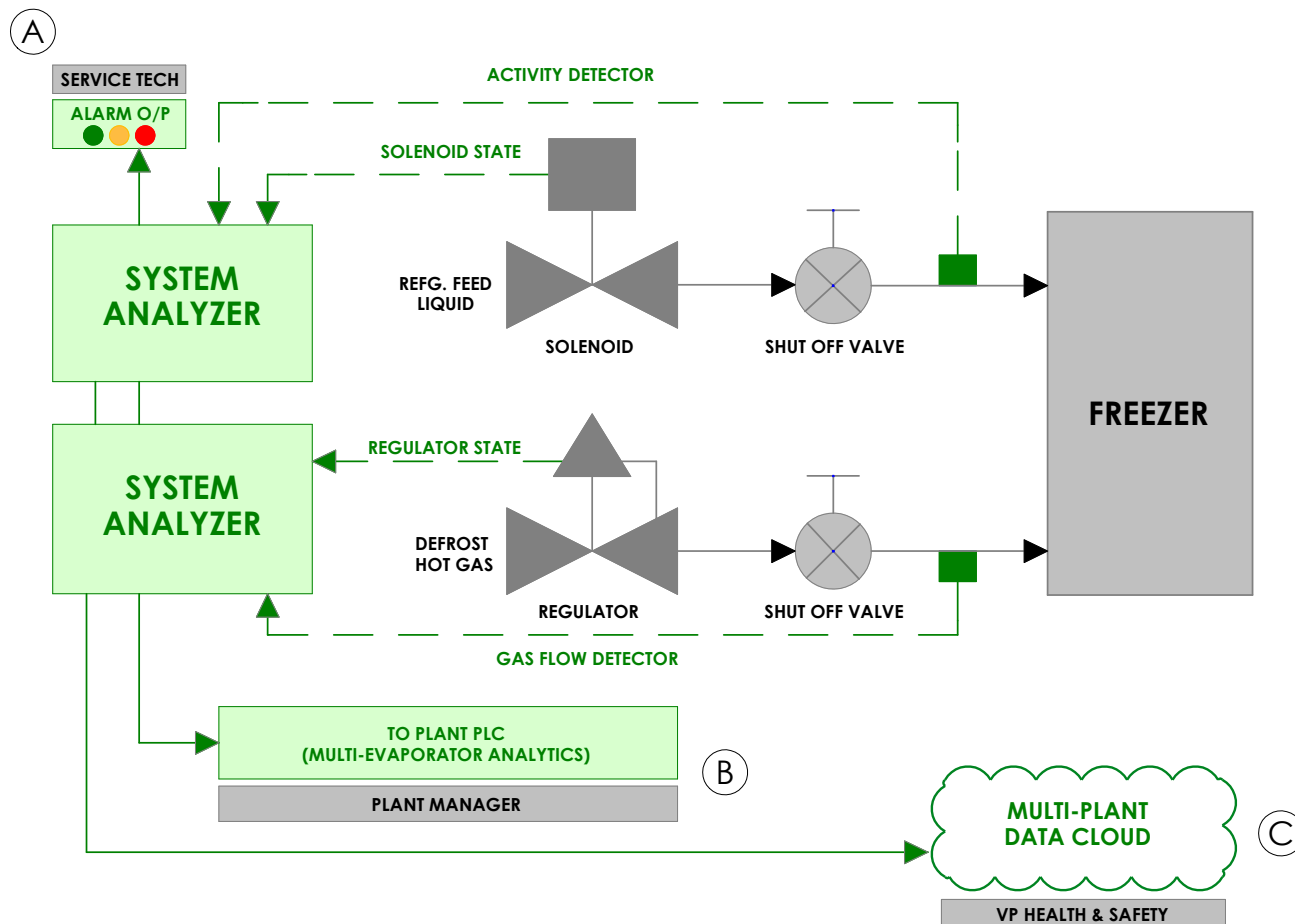 A
SERVICE TECH
ALARM O/P
ACTIVITY DETECTOR
SOLENOID STATE
SYSTEM
ANALYZER
REFG. FEED
LIQUID
SOLENOID
SHUT OFF VALVE
FREEZER
REGULATOR STATE
SYSTEM
ANALYZER
DEFROST
HOT GAS
REGULATOR
SHUT OFF VALVE
GAS FLOW DETECTOR
TO PLANT PLC
(MULTI-EVAPORATOR ANALYTICS)
B
PLANT MANAGER
MULTI-PLANT
DATA CLOUD
C
VP HEALTH & SAFETY